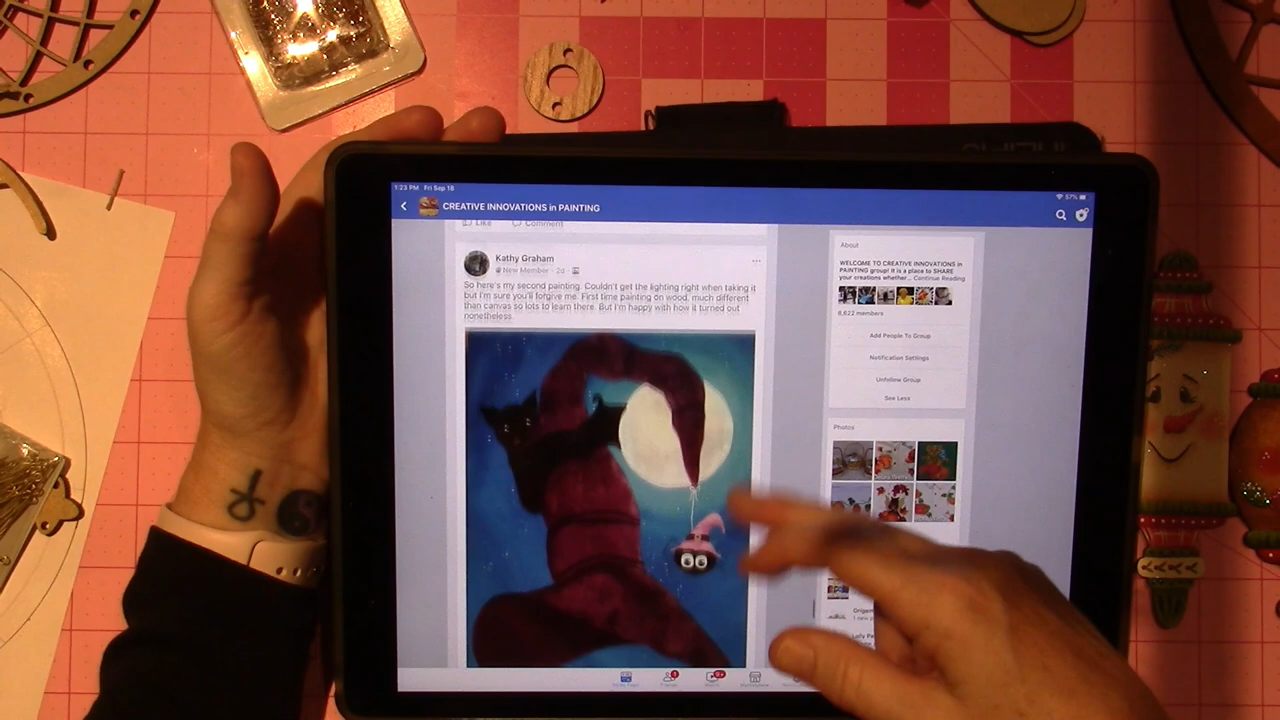 1:23 PM Fri Sep 18
57%
CREATIVE INNOVATIONS in PAINTING
Like Comment
Kathy Graham
New Member · 2d ·
So here's my second painting. Couldn't get the lighting right when taking it
but I'm sure you'll forgive me. First time painting on wood, much different
than canvas so lots to learn there. But I'm happy with how it turned out
nonetheless.
About
WELCOME TO CREATIVE INNOVATIONS in
PAINTING group! It is a place to SHARE
your creations whether... Continue Reading
8,622 members
Add People To Group
Notification Settings
Unfollow Group
See Less
Photos
1
9+
Marketplace